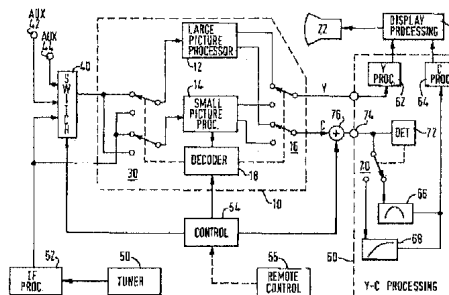 AUX
42
AUX
44
40
SWITCH
LARGE
PICTURE
PROCESSOR
12
14
SMALL
PICTURE
PROC.
DECODER
18
30
16
10
Y
C
76
+
74
DET
72
70
66
68
60
Y-C PROCESSING
22
DISPLAY
PROCESSING
Y
PROC.
62
C
PROC
64
CONTROL
54
IF
PROC.
52
TUNER
50
REMOTE
CONTROL
55